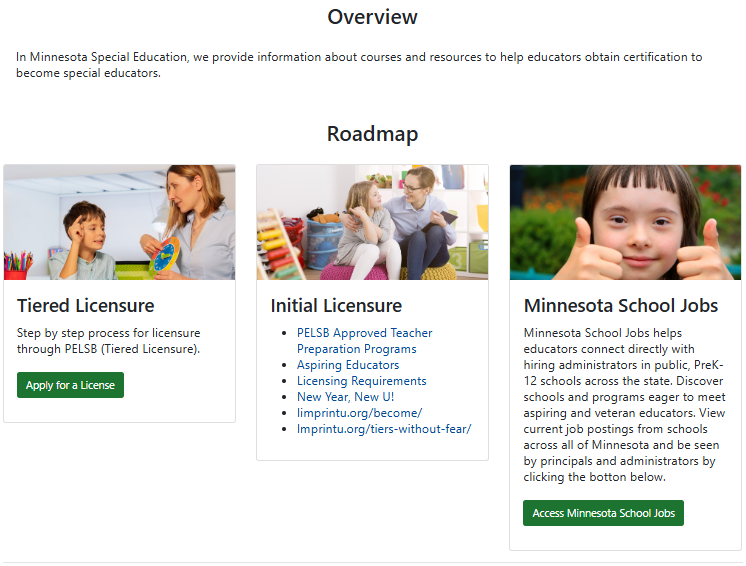 Overview
In Minnesota Special Education, we provide information about courses and resources to help educators obtain certification to
become special educators.
Roadmap
Tiered Licensure
Step by step process for licensure
through PELSB (Tiered Licensure).
Apply for a License
Initial Licensure
PELSB Approved Teacher
Preparation Programs
Aspiring Educators
Licensing Requirements
New Year, New U!
Iimprintu.org/become/
Imprintu.org/tiers-without-fear/
Minnesota School Jobs
Minnesota School Jobs helps
educators connect directly with
hiring administrators in public, PreK-
12 schools across the state. Discover
schools and programs eager to meet
aspiring and veteran educators. View
current job postings from schools
across all of Minnesota and be seen
by principals and administrators by
clicking the botton below.
Access Minnesota School Jobs